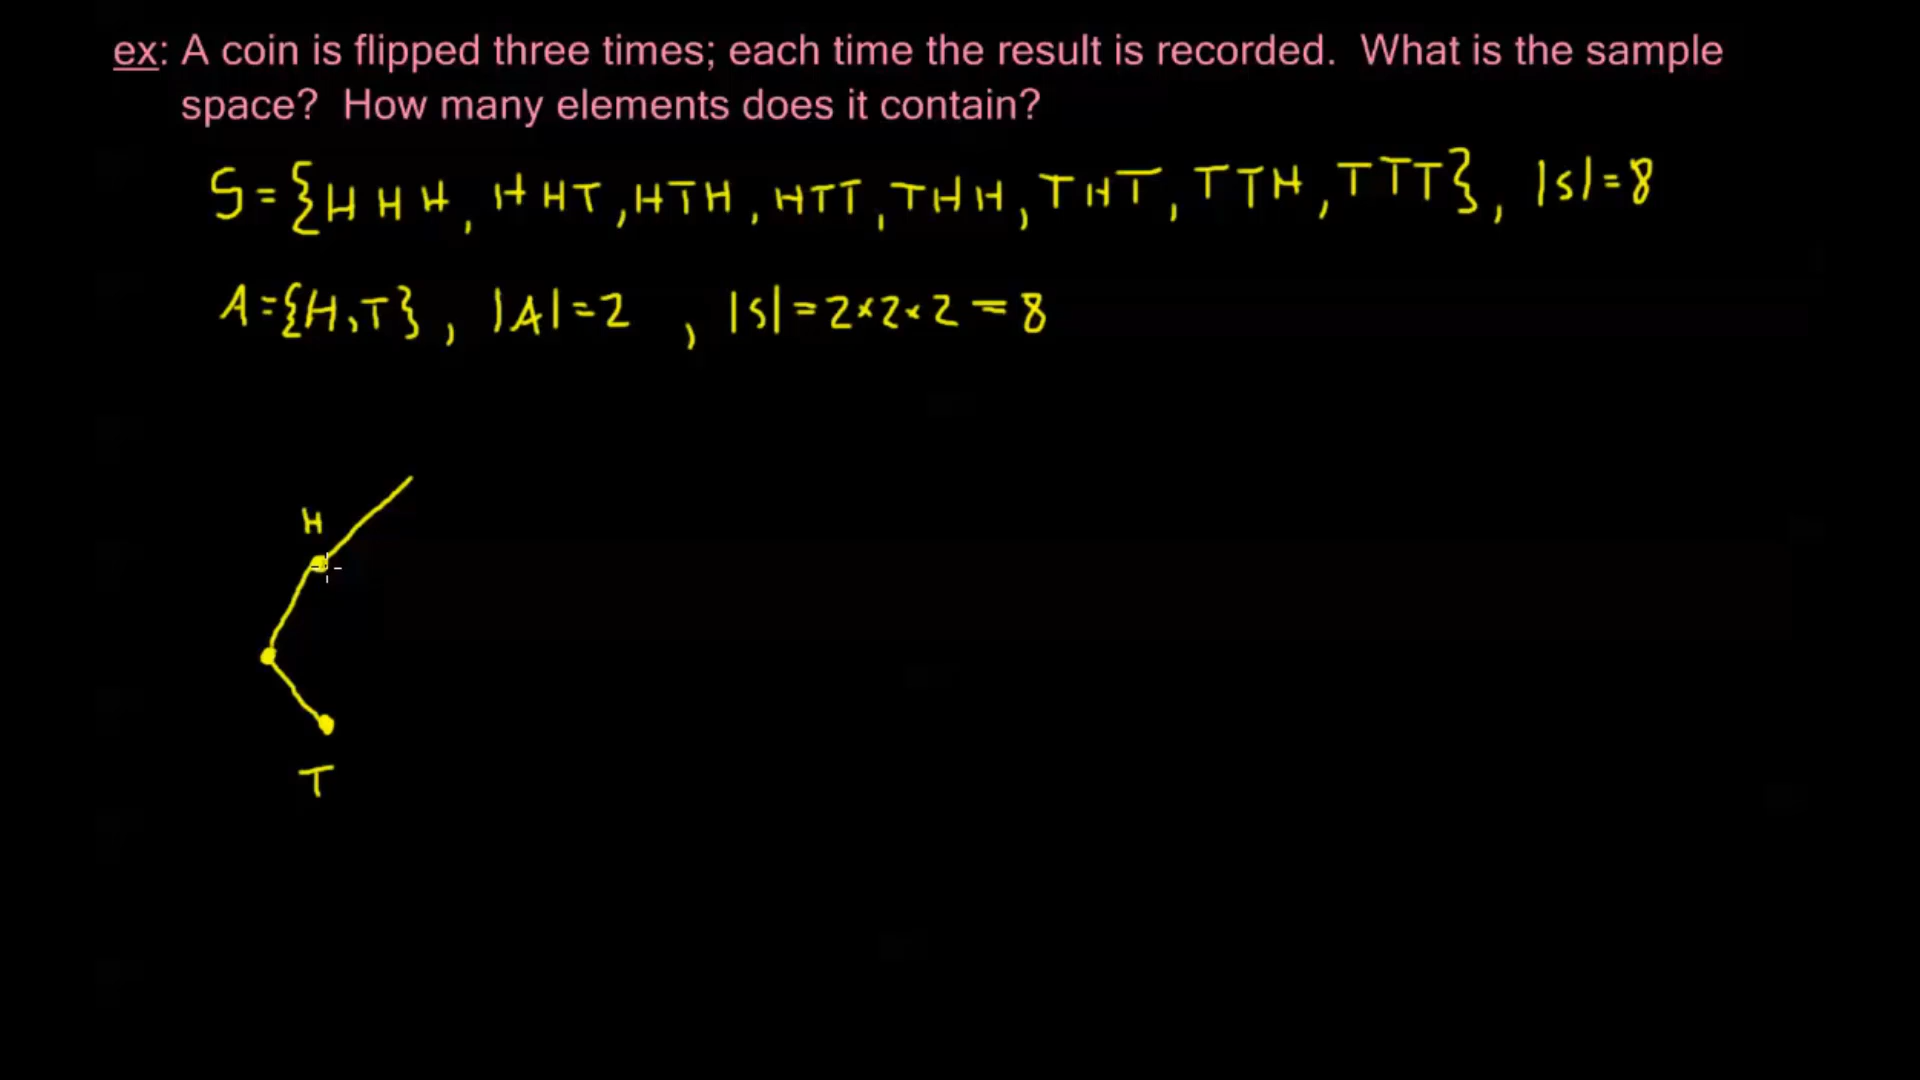 ex: A coin is flipped three times; each time the result is recorded. What is the sample
space? How many elements does it contain?
S={HHH, HHT, HTH, HTT, THH, THT, TTH, TTT}, |S|=8
A={H,T}, |A|=2 , |S|=2×2×2=8
H
T